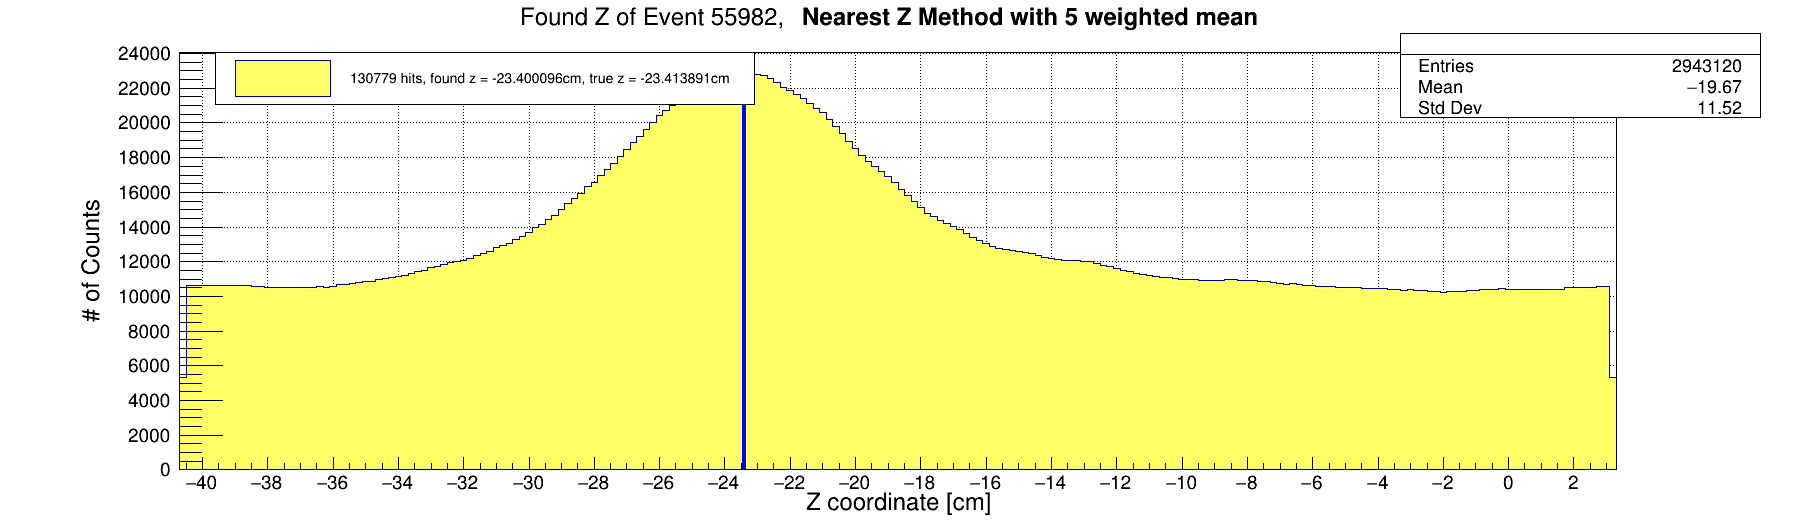 Found Z of Event 55982, Nearest Z Method with 5 weighted mean
130779 hits, found z = -23.400096cm, true z = -23.413891cm
Entries 2943120
Mean −19.67
Std Dev 11.52
# of Counts
24000
22000
20000
18000
16000
14000
12000
10000
8000
6000
4000
2000
0
−40 −38 −36 −34 −32 −30 −28 −26 −24 −22 −20 −18 −16 −14 −12 −10 −8 −6 −4 −2 0 2
Z coordinate [cm]